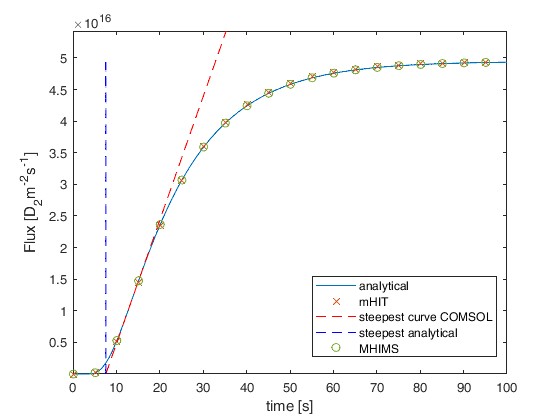 ×10^16
5
4.5
4
3.5
3
2.5
2
1.5
1
0.5
0 10 20 30 40 50 60 70 80 90 100
Flux [D_2m^-2s^-1]
time [s]
analytical
mHIT
steepest curve COMSOL
steepest analytical
MHIMS